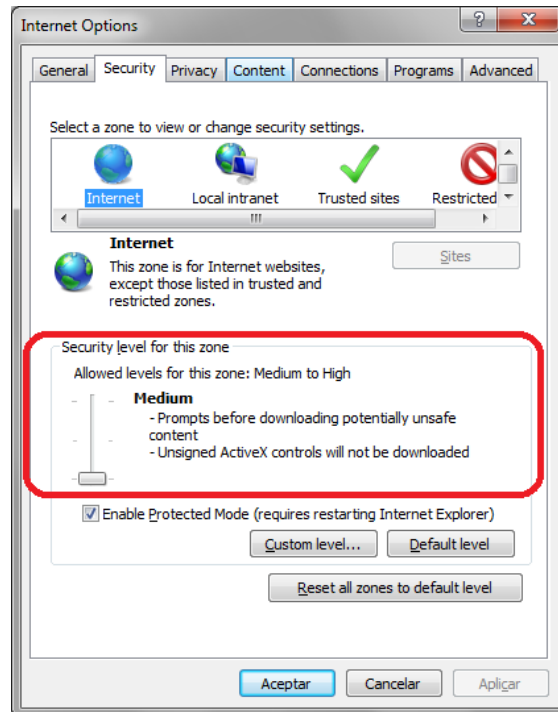 Internet Options
General Security Privacy Content Connections Programs Advanced
Select a zone to view or change security settings.
Internet Local intranet Trusted sites Restricted
Internet
This zone is for Internet websites,
except those listed in trusted and
restricted zones.
Sites
Security level for this zone
Allowed levels for this zone: Medium to High
Medium
- Prompts before downloading potentially unsafe
content
- Unsigned ActiveX controls will not be downloaded
Enable Protected Mode (requires restarting Internet Explorer)
Custom level... Default level
Reset all zones to default level
Aceptar Cancelar Aplicar